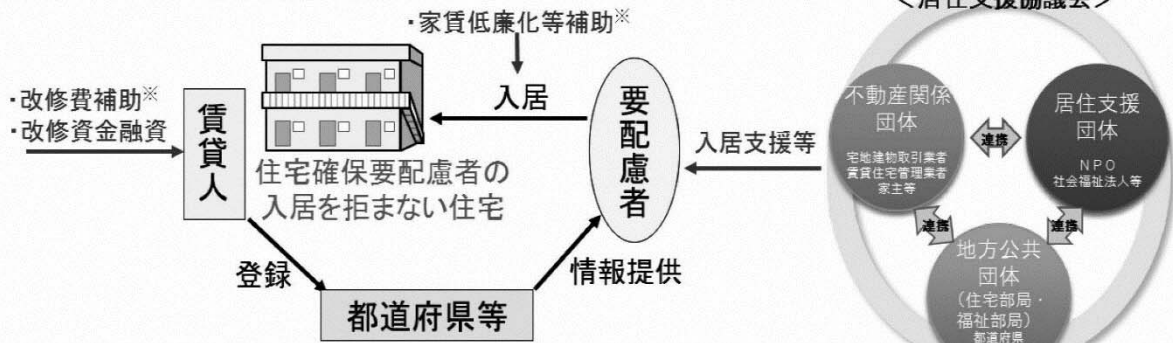 ＜居住支援協議会＞
・家賃低廉化等補助※
・改修費補助※
・改修資金融資
賃貸人
入居
要配慮者
住宅確保要配慮者の
入居を拒まない住宅
入居支援等
不動産関係
団体
宅地建物取引業者
賃貸住宅管理業者
家主等
連携
居住支援
団体
NPO
社会福祉法人等
連携
連携
登録
情報提供
都道府県等
地方公共
団体
（住宅部局・
福祉部局）
都道府県